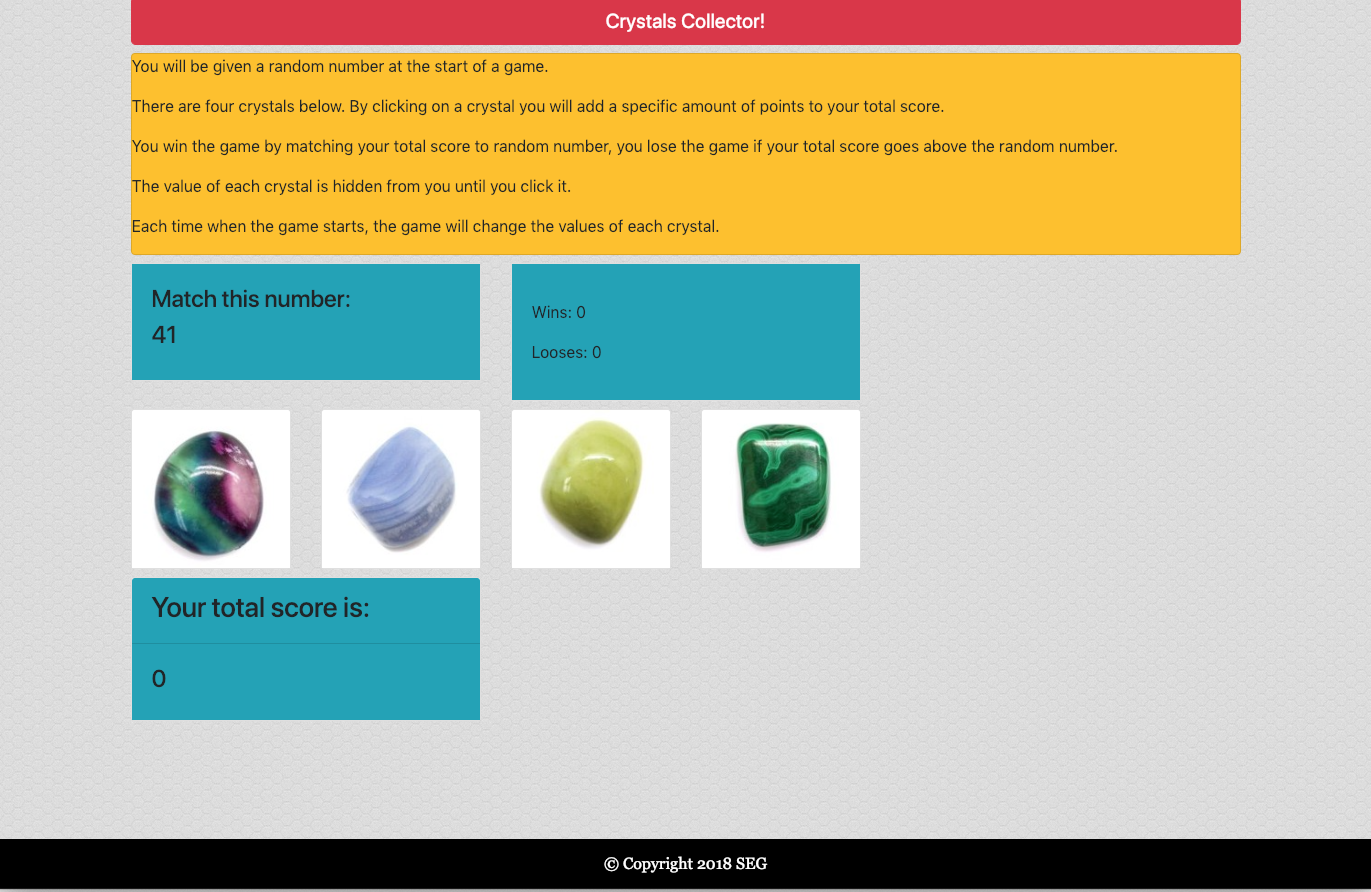 Crystals Collector!
You will be given a random number at the start of a game.
There are four crystals below. By clicking on a crystal you will add a specific amount of points to your total score.
You win the game by matching your total score to random number, you lose the game if your total score goes above the random number.
The value of each crystal is hidden from you until you click it.
Each time when the game starts, the game will change the values of each crystal.
Match this number:
41
Wins: 0
Looses: 0
Your total score is:
0
© Copyright 2018 SEG